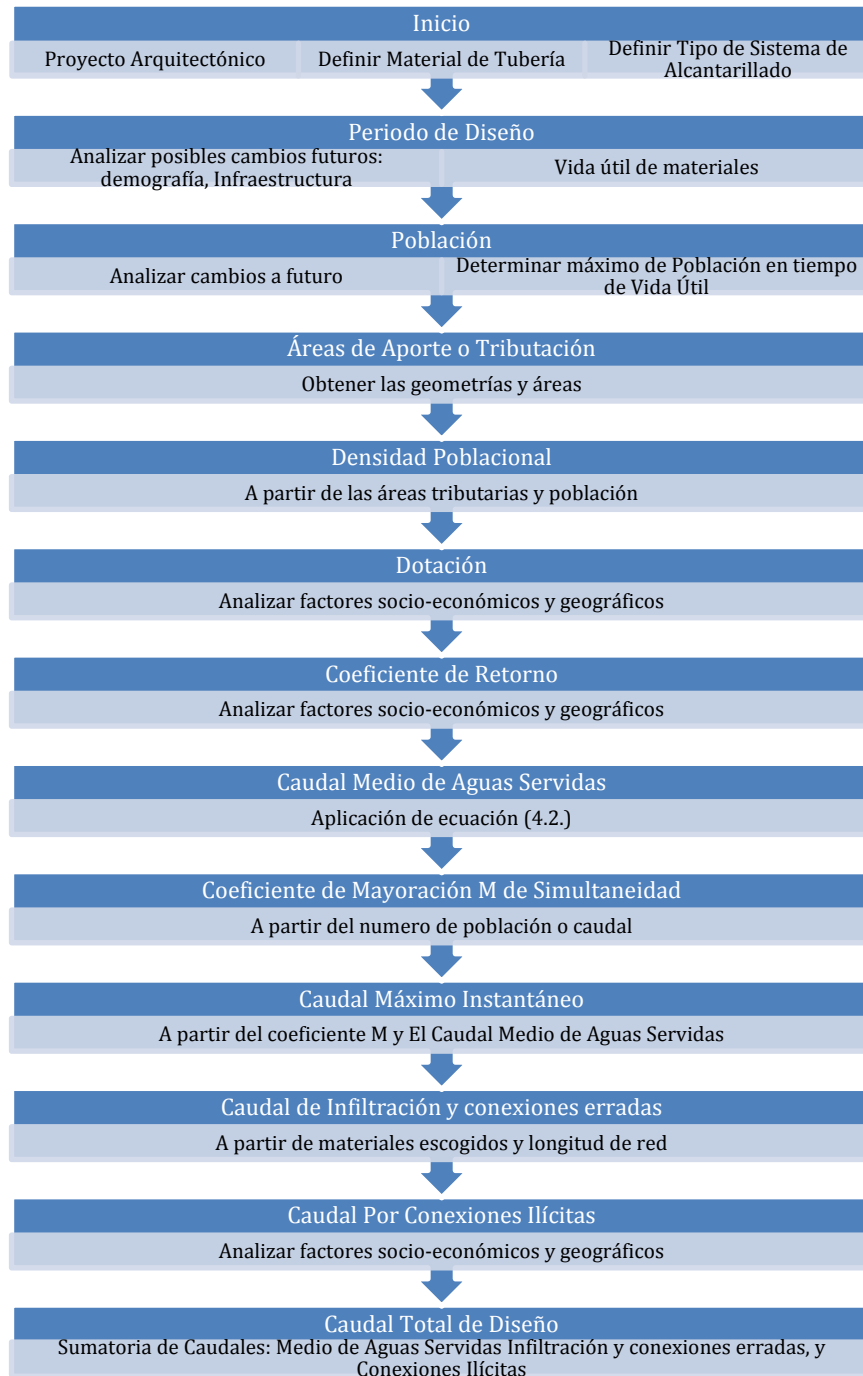 Inicio
Proyecto Arquitectónico
Definir Material de Tubería
Definir Tipo de Sistema de
Alcantarillado
Periodo de Diseño
Analizar posibles cambios futuros:
demografía, Infraestructura
Vida útil de materiales
Población
Analizar cambios a futuro
Determinar máximo de Población en tiempo
de Vida Útil
Áreas de Aporte o Tributación
Obtener las geometrías y áreas
Densidad Poblacional
A partir de las áreas tributarias y población
Dotación
Analizar factores socio-económicos y geográficos
Coeficiente de Retorno
Analizar factores socio-económicos y geográficos
Caudal Medio de Aguas Servidas
Aplicación de ecuación (4.2.)
Coeficiente de Mayoración M de Simultaneidad
A partir del numero de población o caudal
Caudal Máximo Instantáneo
A partir del coeficiente M y El Caudal Medio de Aguas Servidas
Caudal de Infiltración y conexiones erradas
A partir de materiales escogidos y longitud de red
Caudal Por Conexiones Ilícitas
Analizar factores socio-económicos y geográficos
Caudal Total de Diseño
Sumatoria de Caudales: Medio de Aguas Servidas Infiltración y conexiones erradas, y
Conexiones Ilícitas